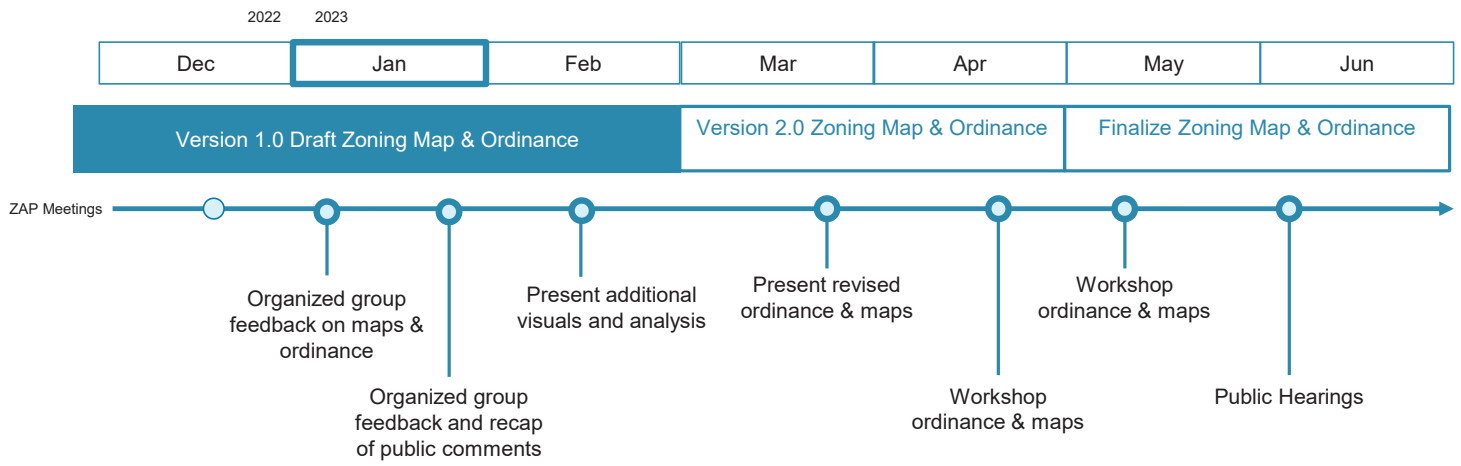 2022 2023
Dec Jan Feb Mar Apr May Jun
Version 1.0 Draft Zoning Map & Ordinance
Version 2.0 Zoning Map & Ordinance
Finalize Zoning Map & Ordinance
ZAP Meetings
Organized group
feedback on maps &
ordinance
Organized group
feedback and recap
of public comments
Present additional
visuals and analysis
Present revised
ordinance & maps
Workshop
ordinance & maps
Workshop
ordinance & maps
Public Hearings